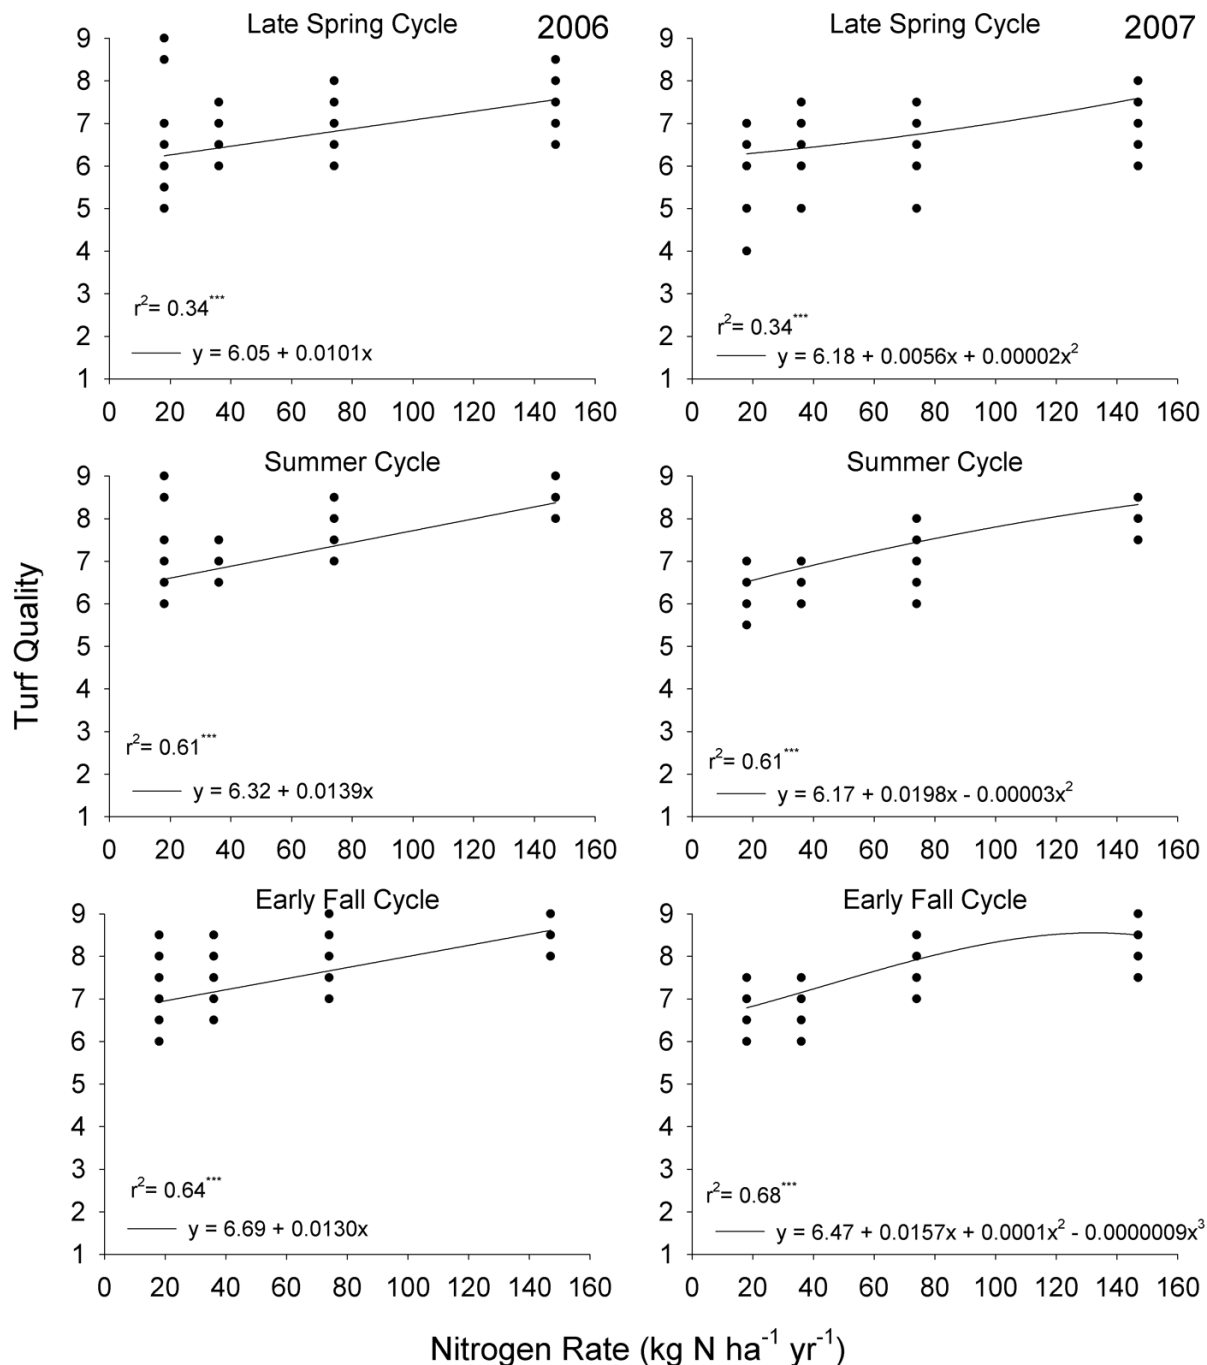 Late Spring Cycle 2006
9
8
7
6
5
4
3
2
1
r²= 0.34***
y = 6.05 + 0.0101x
0 20 40 60 80 100 120 140 160
Late Spring Cycle 2007
9
8
7
6
5
4
3
2
1
r²= 0.34***
y = 6.18 + 0.0056x + 0.00002x²
0 20 40 60 80 100 120 140 160
Turf Quality
Summer Cycle
9
8
7
6
5
4
3
2
1
r²= 0.61***
y = 6.32 + 0.0139x
0 20 40 60 80 100 120 140 160
Summer Cycle
9
8
7
6
5
4
3
2
1
r²= 0.61***
y = 6.17 + 0.0198x - 0.00003x²
0 20 40 60 80 100 120 140 160
Early Fall Cycle
9
8
7
6
5
4
3
2
1
r²= 0.64***
y = 6.69 + 0.0130x
0 20 40 60 80 100 120 140 160
Early Fall Cycle
9
8
7
6
5
4
3
2
1
r²= 0.68***
y = 6.47 + 0.0157x + 0.0001x² - 0.0000009x³
0 20 40 60 80 100 120 140 160
Nitrogen Rate (kg N ha⁻¹ yr⁻¹)